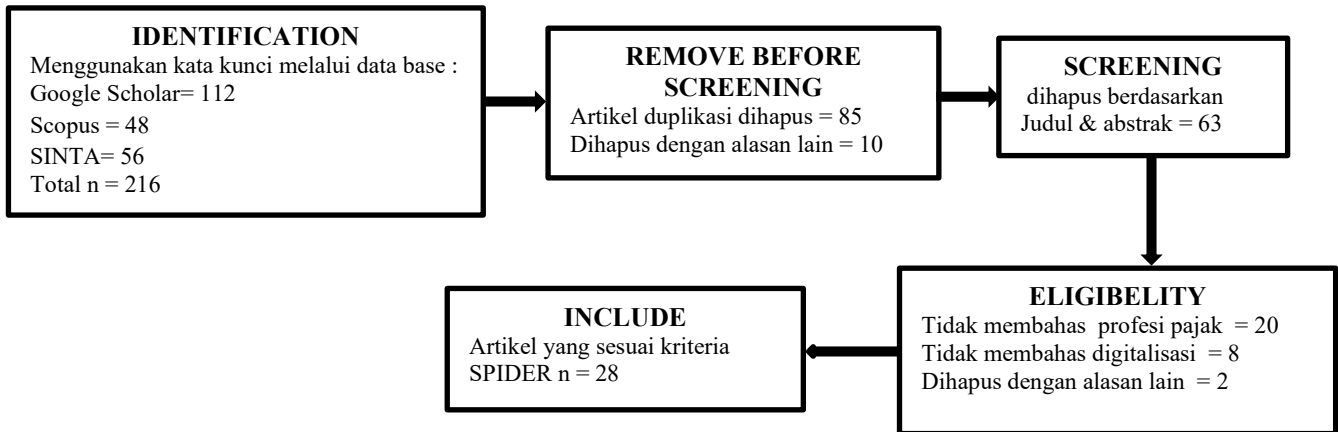 IDENTIFICATION
Menggunakan kata kunci melalui data base :
Google Scholar= 112
Scopus = 48
SINTA= 56
Total n = 216
REMOVE BEFORE
SCREENING
Artikel duplikasi dihapus = 85
Dihapus dengan alasan lain = 10
SCREENING
dihapus berdasarkan
Judul & abstrak = 63
ELIGIBELITY
Tidak membahas profesi pajak = 20
Tidak membahas digitalisasi = 8
Dihapus dengan alasan lain = 2
INCLUDE
Artikel yang sesuai kriteria
SPIDER n = 28